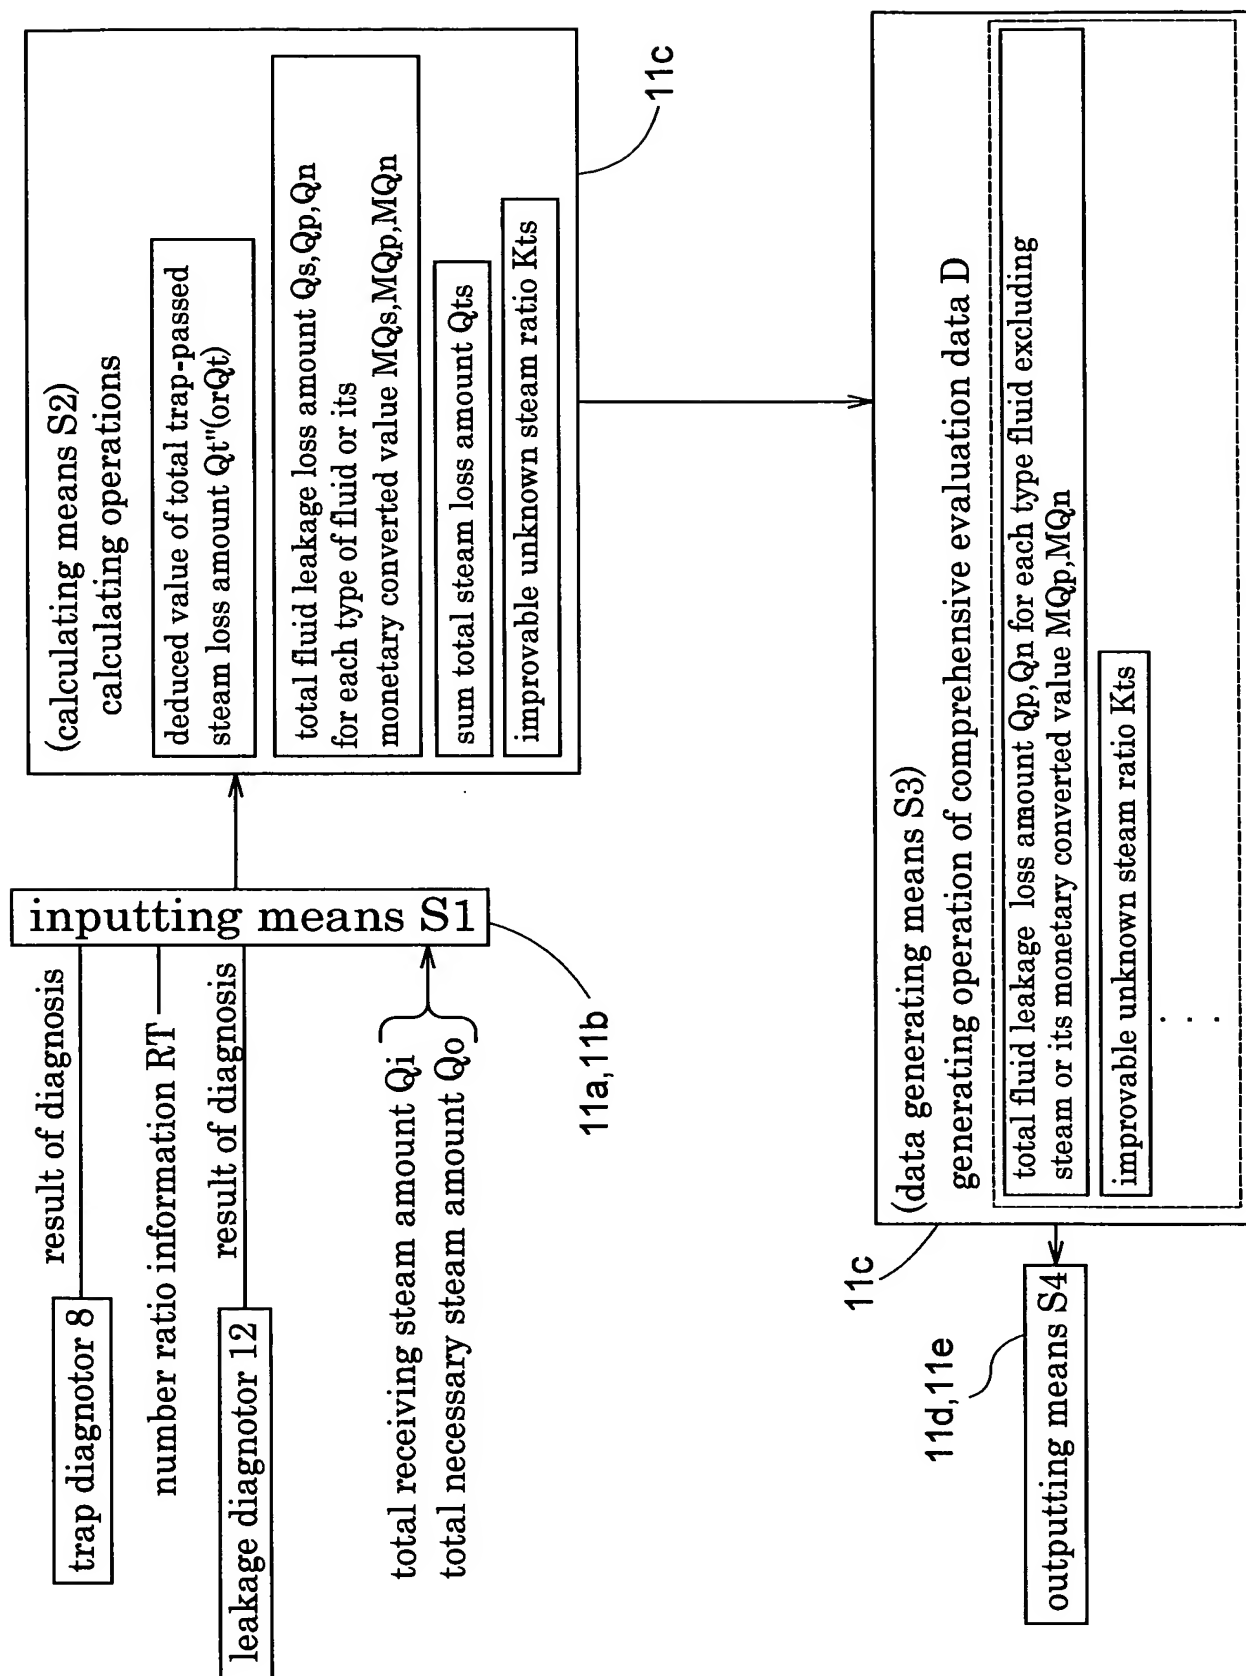 trap diagnotor 8
result of diagnosis
number ratio information RT
leakage diagnotor 12
result of diagnosis
total receiving steam amount Qi
total necessary steam amount Qo
inputting means S1
11a,11b
(calculating means S2)
calculating operations
deduced value of total trap-passed
steam loss amount Qt"(orQt)
total fluid leakage loss amount Qs,Qp,Qn
for each type of fluid or its
monetary converted value MQs,MQp,MQn
sum total steam loss amount Qts
improvable unknown steam ratio Kts
11c
(data generating means S3)
generating operation of comprehensive evaluation data D
total fluid leakage loss amount Qp,Qn for each type fluid excluding
steam or its monetary converted value MQp,MQn
improvable unknown steam ratio Kts
. . .
11c
outputting means S4
11d,11e